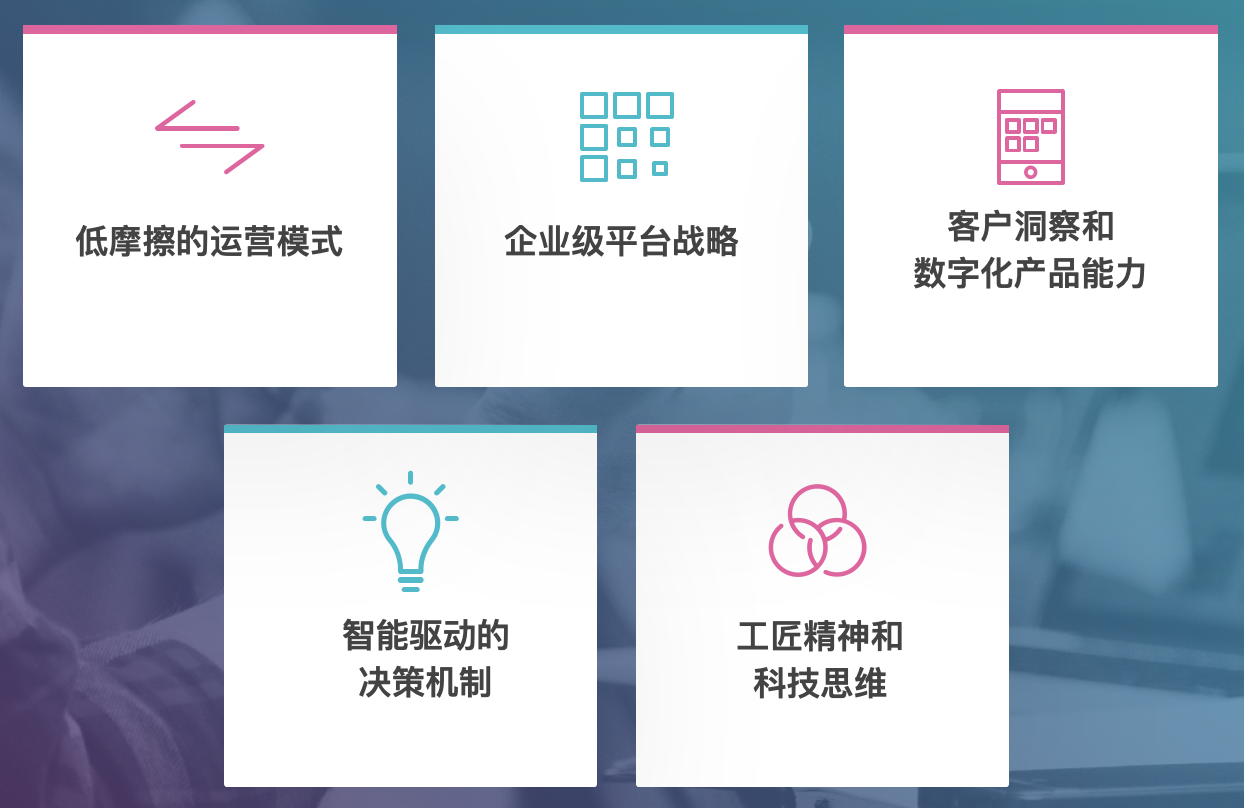 低摩擦的运营模式
企业级平台战略
客户洞察和
数字化产品能力
智能驱动的
决策机制
工匠精神和
科技思维